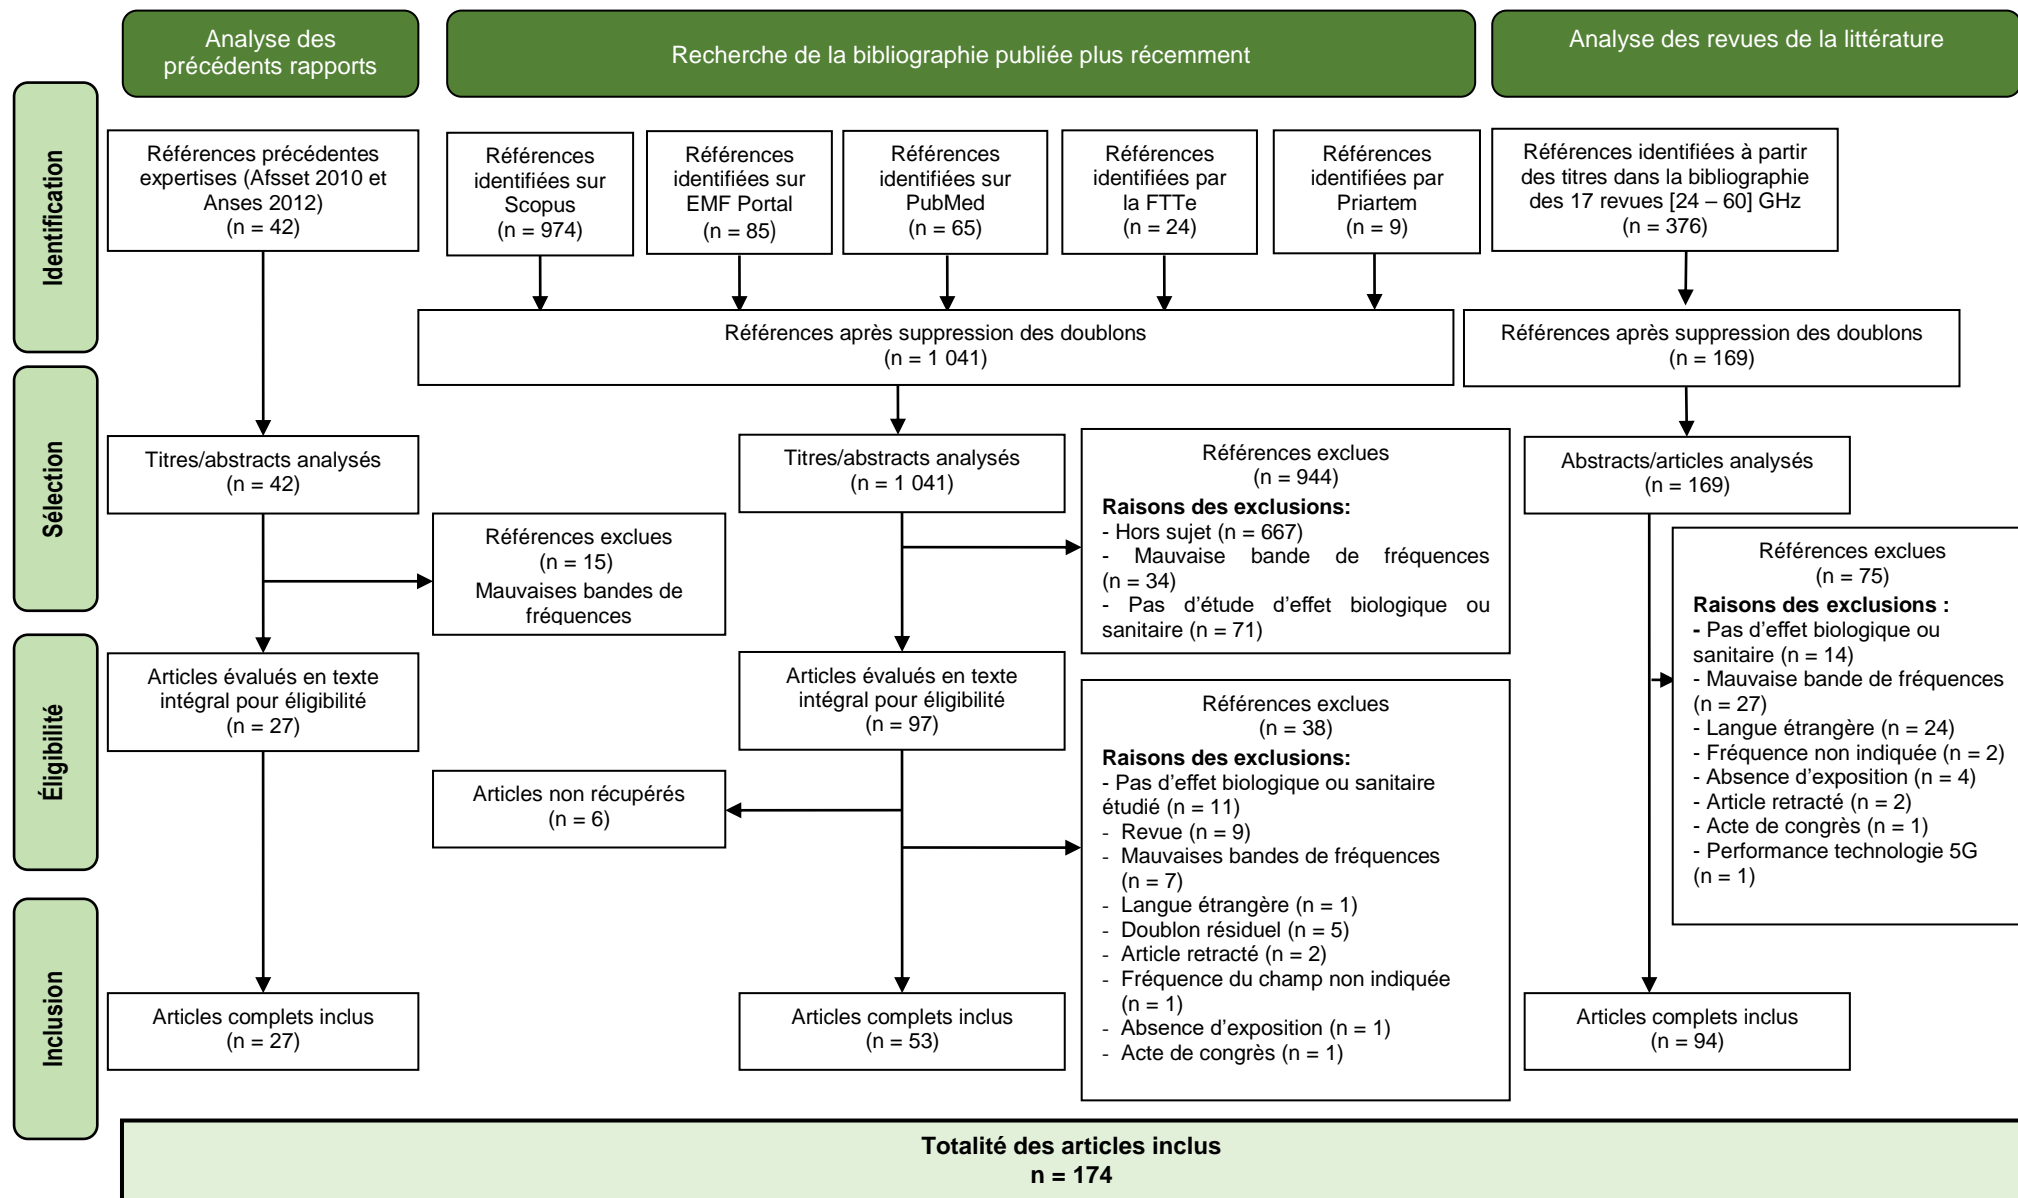 Analyse des
précédents rapports
Recherche de la bibliographie publiée plus récemment
Analyse des revues de la littérature
Identification
Références précédentes
expertises (Afsset 2010 et
Anses 2012)
(n = 42)
Références
identifiées sur
Scopus
(n = 974)
Références
identifiées sur
EMF Portal
(n = 85)
Références
identifiées sur
PubMed
(n = 65)
Références
identifiées par
la FTTe
(n = 24)
Références
identifiées par
Priartem
(n = 9)
Références identifiées à partir
des titres dans la bibliographie
des 17 revues [24 – 60] GHz
(n = 376)
Références après suppression des doublons
(n = 1 041)
Références après suppression des doublons
(n = 169)
Sélection
Titres/abstracts analysés
(n = 42)
Titres/abstracts analysés
(n = 1 041)
Références exclues
(n = 944)
Raisons des exclusions:
- Hors sujet (n = 667)
- Mauvaise bande de fréquences
(n = 34)
- Pas d'étude d'effet biologique ou
sanitaire (n = 71)
Abstracts/articles analysés
(n = 169)
Références exclues
(n = 15)
Mauvaises bandes de
fréquences
Références exclues
(n = 75)
Raisons des exclusions :
- Pas d'effet biologique ou
sanitaire (n = 14)
- Mauvaise bande de fréquences
(n = 27)
- Langue étrangère (n = 24)
- Fréquence non indiquée (n = 2)
- Absence d'exposition (n = 4)
- Article retracté (n = 2)
- Acte de congrès (n = 1)
- Performance technologie 5G
(n = 1)
Éligibilité
Articles évalués en texte
intégral pour éligibilité
(n = 27)
Articles évalués en texte
intégral pour éligibilité
(n = 97)
Articles non récupérés
(n = 6)
Références exclues
(n = 38)
Raisons des exclusions:
- Pas d'effet biologique ou sanitaire
étudié (n = 11)
- Revue (n = 9)
- Mauvaises bandes de fréquences
(n = 7)
- Langue étrangère (n = 1)
- Doublon résiduel (n = 5)
- Article retracté (n = 2)
- Fréquence du champ non indiquée
(n = 1)
- Absence d'exposition (n = 1)
- Acte de congrès (n = 1)
Inclusion
Articles complets inclus
(n = 27)
Articles complets inclus
(n = 53)
Articles complets inclus
(n = 94)
Totalité des articles inclus
n = 174